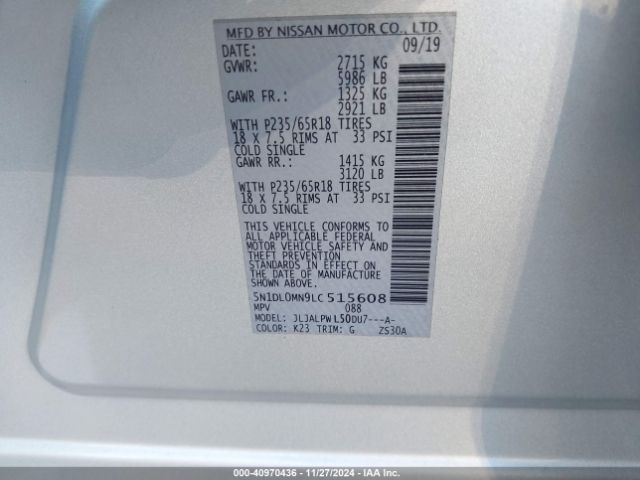 MFD BY NISSAN MOTOR CO., LTD.
DATE: 09/19
GVWR: 2715 KG
5986 LB
GAWR FR.: 1325 KG
2921 LB
WITH P235/65R18 TIRES
18 X 7.5 RIMS AT 33 PSI
COLD SINGLE
GAWR RR.: 1415 KG
3120 LB
WITH P235/65R18 TIRES
18 X 7.5 RIMS AT 33 PSI
COLD SINGLE
THIS VEHICLE CONFORMS TO
ALL APPLICABLE FEDERAL
MOTOR VEHICLE SAFETY AND
THEFT PREVENTION
STANDARDS IN EFFECT ON
THE DATE OF MANUFACTURE
SHOWN ABOVE.
5N1DL0MN9LC515608
MPV 088
MODEL: JLJALPWL50DU7---A-
COLOR: K23 TRIM: G ZS30A
000-40970436 - 11/27/2024 - IAA Inc.